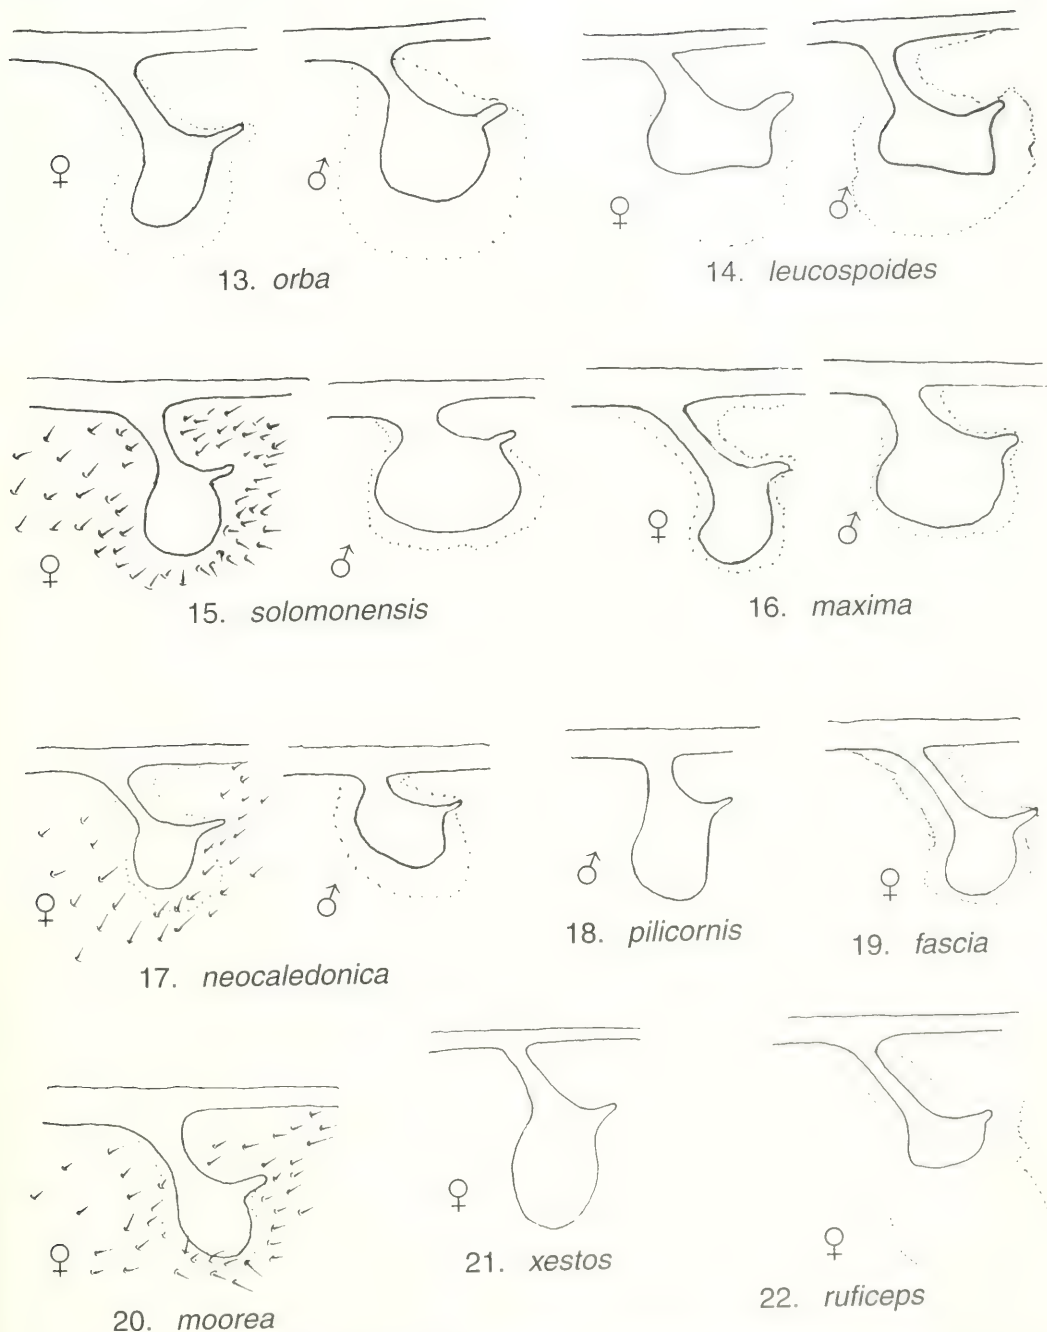 ♀ ♂
13. orba
♀ ♂
14. leucospoides
♀ ♂
15. solomonensis
♀ ♂
16. maxima
♀ ♂
17. neocaledonica
♂
18. pilicornis
♀
19. fascia
♀
20. moorea
♀
21. xestos
♀
22. ruficeps